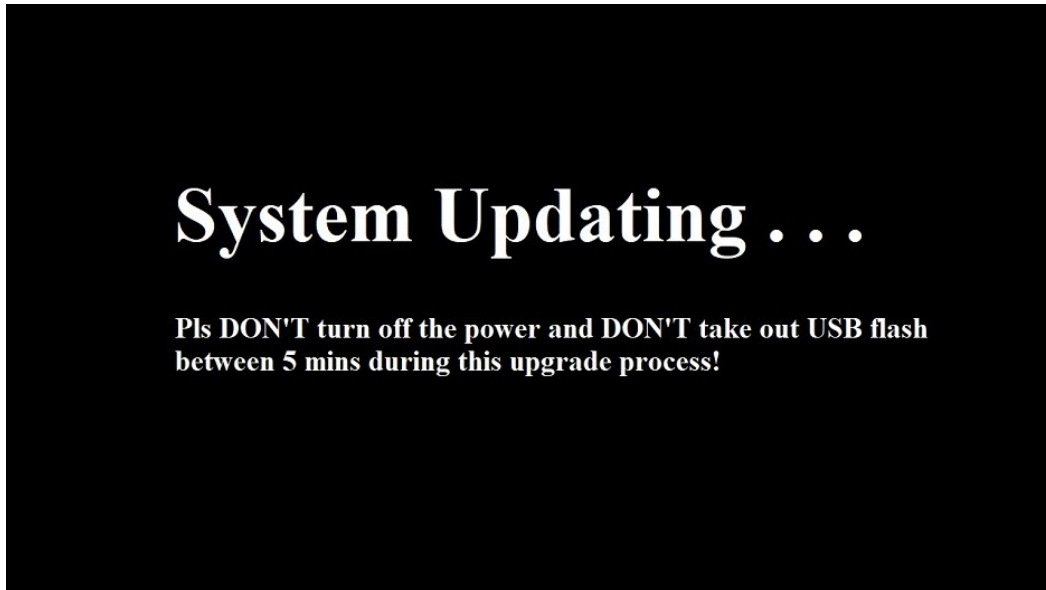 System Updating . . .
Pls DON'T turn off the power and DON'T take out USB flash
between 5 mins during this upgrade process!